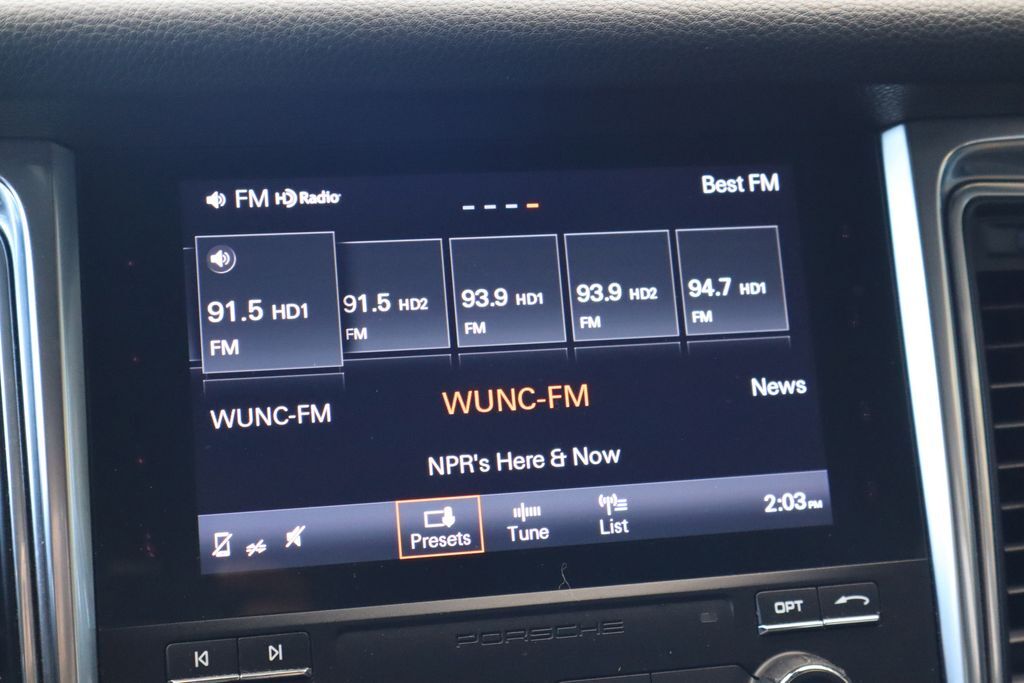 FM HD Radio
Best FM
91.5 HD1
FM
91.5 HD2
FM
93.9 HD1
FM
93.9 HD2
FM
94.7 HD1
FM
WUNC-FM
WUNC-FM
News
NPR's Here & Now
Presets
Tune
List
2:03 PM
OPT
PORSCHE